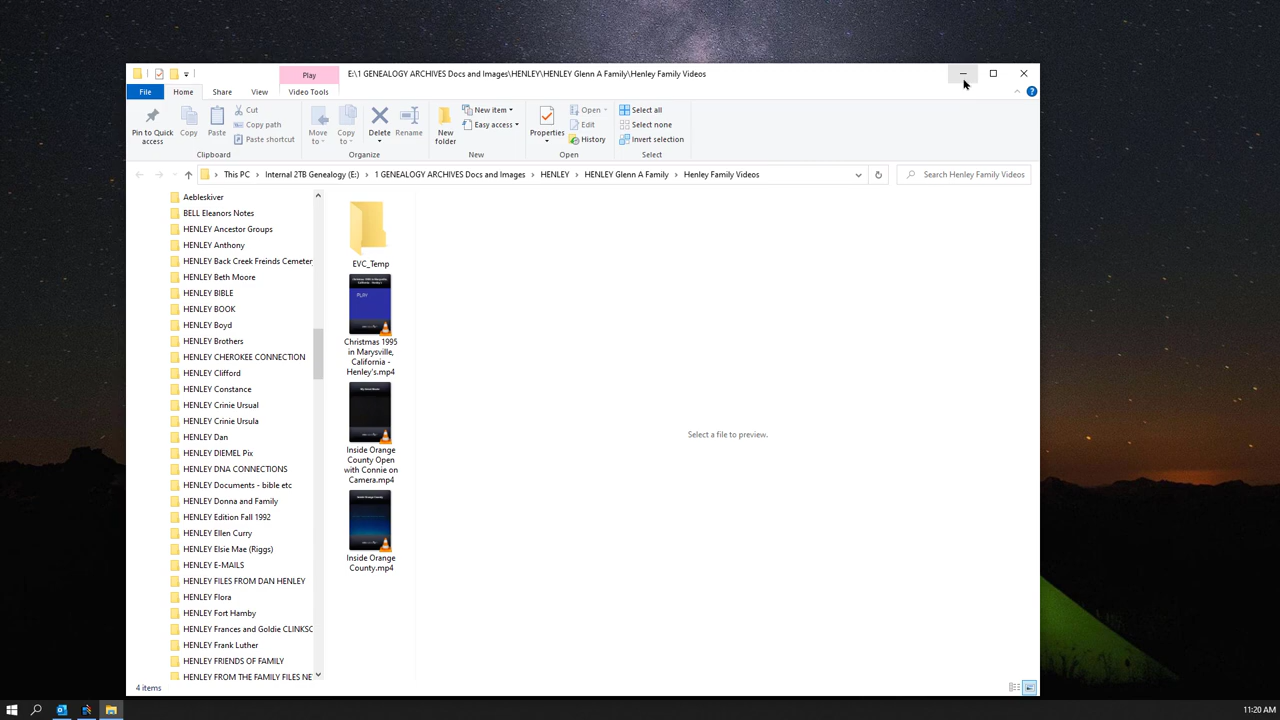 E:\1 GENEALOGY ARCHIVES Docs and Images\HENLEY\HENLEY Glenn A Family\Henley Family Videos
Play
File Home Share View Video Tools
Pin to Quick access
Copy
Paste
Cut
Copy path
Paste shortcut
Clipboard
Move to
Copy to
Delete
Rename
Organize
New folder
New item
Easy access
New
Properties
Open
Edit
History
Open
Select all
Select none
Invert selection
Select
This PC > Internal 2TB Genealogy (E:) > 1 GENEALOGY ARCHIVES Docs and Images > HENLEY > HENLEY Glenn A Family > Henley Family Videos
Search Henley Family Videos
Aebleskiver
BELL Eleanors Notes
HENLEY Ancestor Groups
HENLEY Anthony
HENLEY Back Creek Freinds Cemeter
HENLEY Beth Moore
HENLEY BIBLE
HENLEY BOOK
HENLEY Boyd
HENLEY Brothers
HENLEY CHEROKEE CONNECTION
HENLEY Clifford
HENLEY Constance
HENLEY Crinie Ursual
HENLEY Crinie Ursula
HENLEY Dan
HENLEY DIEMEL Pix
HENLEY DNA CONNECTIONS
HENLEY Documents - bible etc
HENLEY Donna and Family
HENLEY Edition Fall 1992
HENLEY Ellen Curry
HENLEY Elsie Mae (Riggs)
HENLEY E-MAILS
HENLEY FILES FROM DAN HENLEY
HENLEY Flora
HENLEY Fort Hamby
HENLEY Frances and Goldie CLINKSC
HENLEY Frank Luther
HENLEY FRIENDS OF FAMILY
HENLEY FROM THE FAMILY FILES NE
EVC_Temp
PLAY
Christmas 1995
in Marysville,
California -
Henley's.mp4
Inside Orange
County Open
with Connie on
Camera.mp4
Inside Orange
County.mp4
Select a file to preview.
4 items
11:20 AM